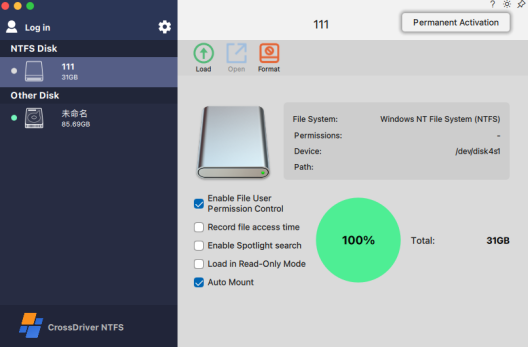 ?
Log in
111
Permanent Activation
NTFS Disk
111
31GB
Other Disk
未命名
85.69GB
Load
Open
Format
File System: Windows NT File System (NTFS)
Permissions: -
Device: /dev/disk4s1
Path:
Enable File User
Permission Control
Record file access time
Enable Spotlight search
Load in Read-Only Mode
Auto Mount
100%
Total: 31GB
CrossDriver NTFS